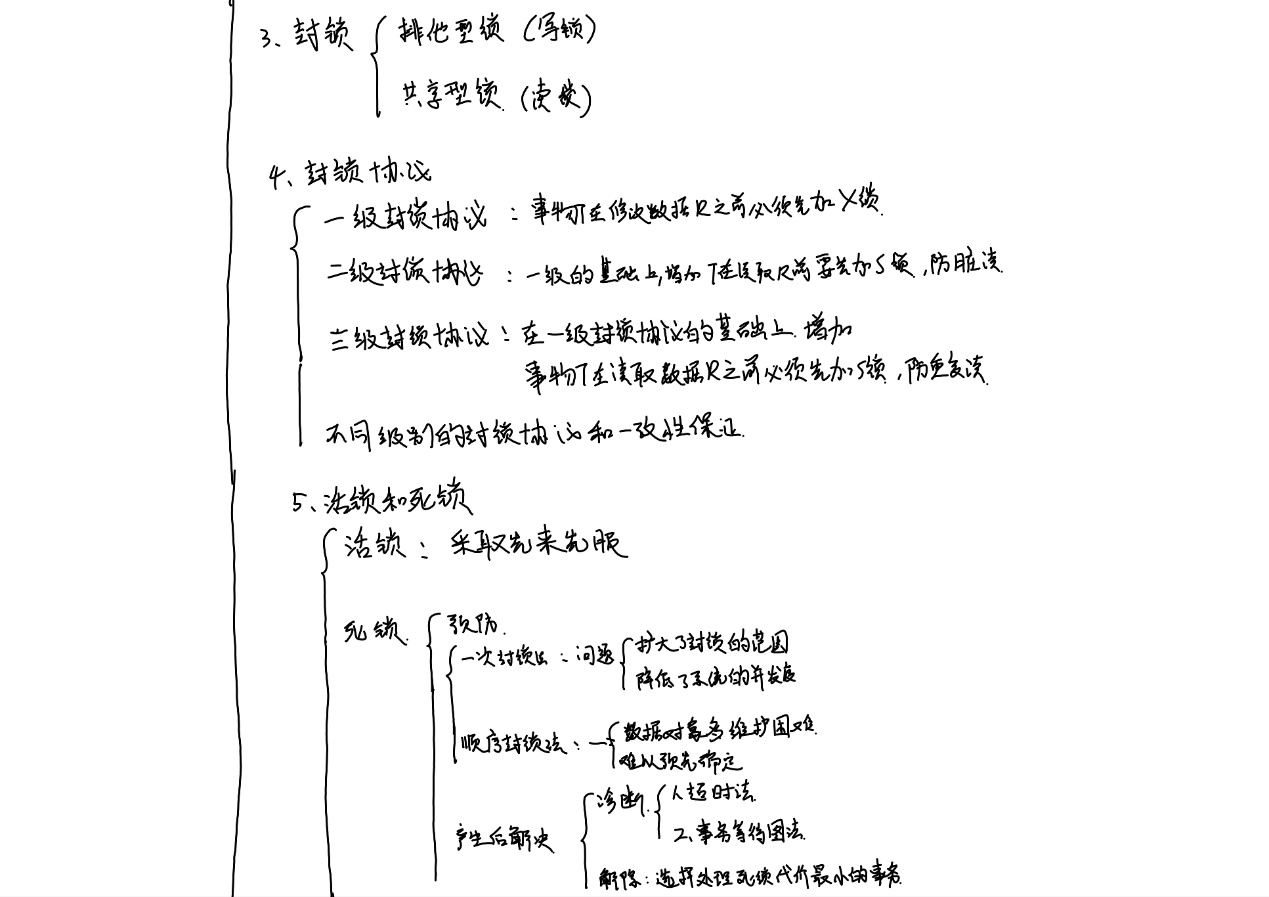 3、封锁
排他型锁（写锁）
共享型锁（读锁）
4、封锁协议
一级封锁协议：事物T在修改数据R之前必须先加X锁
二级封锁协议：一级的基础上,增加T在读取R前要先加S锁,防脏读
三级封锁协议：在一级封锁协议的基础上增加
事物T在读取数据R之前必须先加S锁,防重复读
不同级别的封锁协议和一致性保证
5、活锁和死锁
活锁：采取先来先服
死锁
预防
一次封锁法：问题
扩大了封锁的范围
降低了系统的并发度
顺序封锁法：
数据对象多维护困难
难以预先确定
产生后解决
诊断
1.超时法
2.事务等待图法
解除：选择处理死锁代价最小的事务